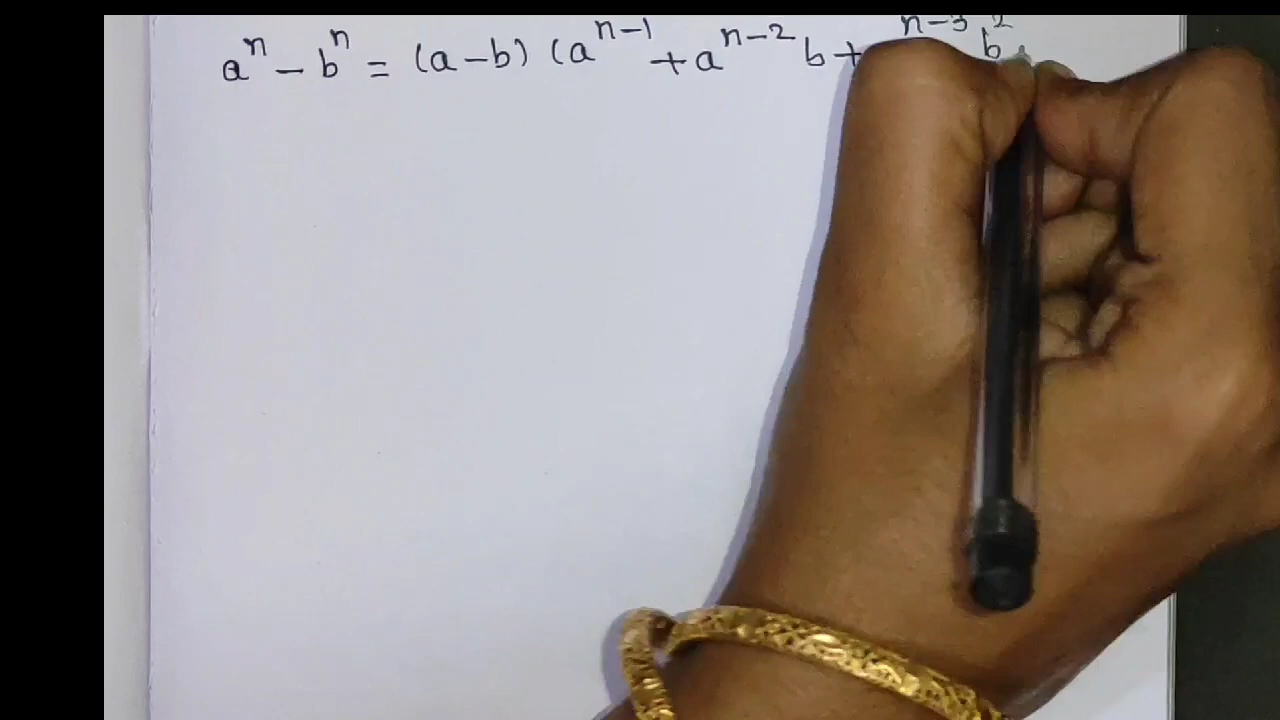 aⁿ - bⁿ = (a-b) (aⁿ⁻¹ + aⁿ⁻² b + ⁿ⁻³ b²